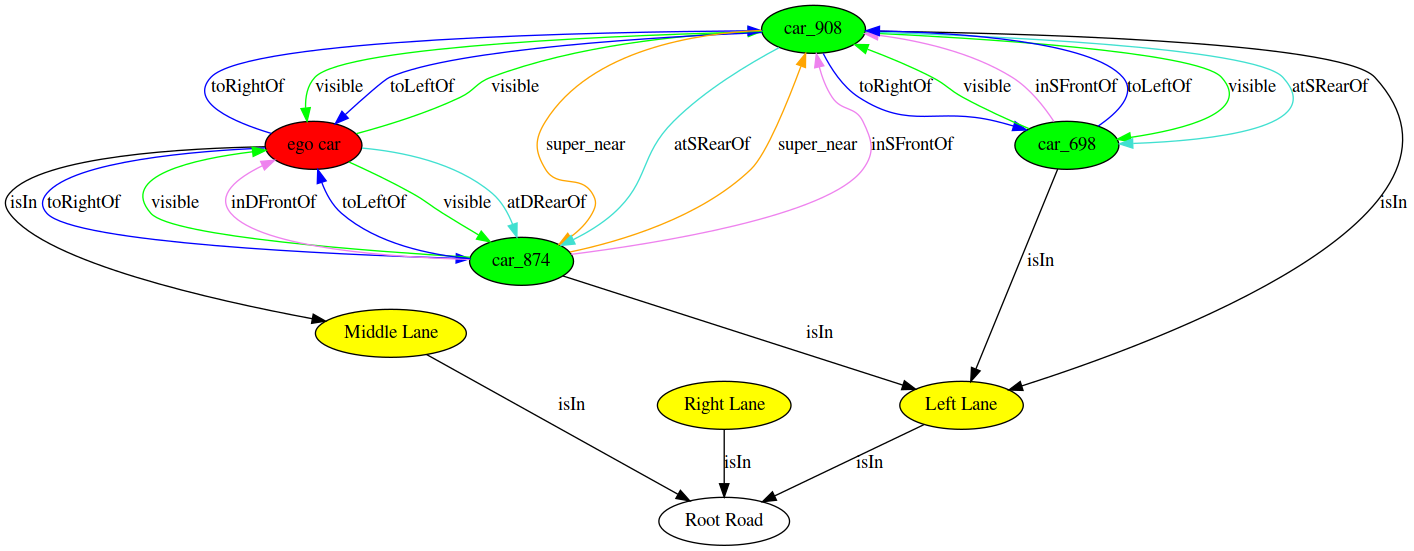 car_908
toRightOf
visible
toLeftOf
visible
toRightOf
visible
inSFrontOf
toLeftOf
visible
atSRearOf
ego car
super_near
atSRearOf
super_near
inSFrontOf
car_698
isIn
toRightOf
visible
inDFrontOf
toLeftOf
visible
atDRearOf
isIn
car_874
isIn
Middle Lane
isIn
isIn
Right Lane
Left Lane
isIn
isIn
Root Road